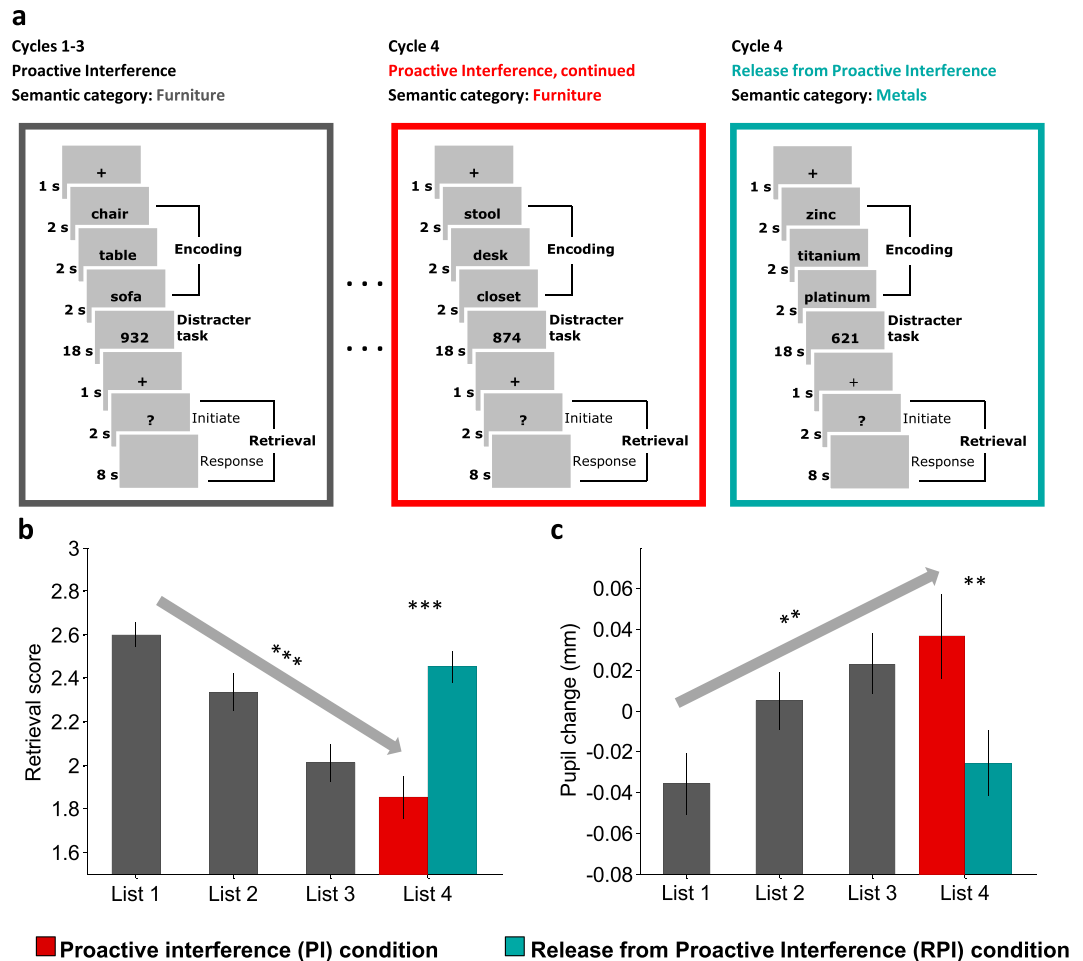 a
Cycles 1-3
Proactive Interference
Semantic category: Furniture
+
1 s
chair
2 s
table
Encoding
2 s
sofa
2 s
932
Distracter
task
18 s
+
1 s
?
Initiate
2 s
Retrieval
Response
8 s
. . .
. . .
Cycle 4
Proactive Interference, continued
Semantic category: Furniture
+
1 s
stool
2 s
desk
Encoding
2 s
closet
2 s
874
Distracter
task
18 s
+
1 s
?
Initiate
2 s
Retrieval
Response
8 s
Cycle 4
Release from Proactive Interference
Semantic category: Metals
+
1 s
zinc
2 s
titanium
Encoding
2 s
platinum
2 s
621
Distracter
task
18 s
+
1 s
?
Initiate
2 s
Retrieval
Response
8 s
b
Retrieval score
3
2.8
2.6
2.4
2.2
2
1.8
1.6
***
***
List 1
List 2
List 3
List 4
c
Pupil change (mm)
0.06
0.04
0.02
0
-0.02
-0.04
-0.06
-0.08
**
**
List 1
List 2
List 3
List 4
Proactive interference (PI) condition
Release from Proactive Interference (RPI) condition